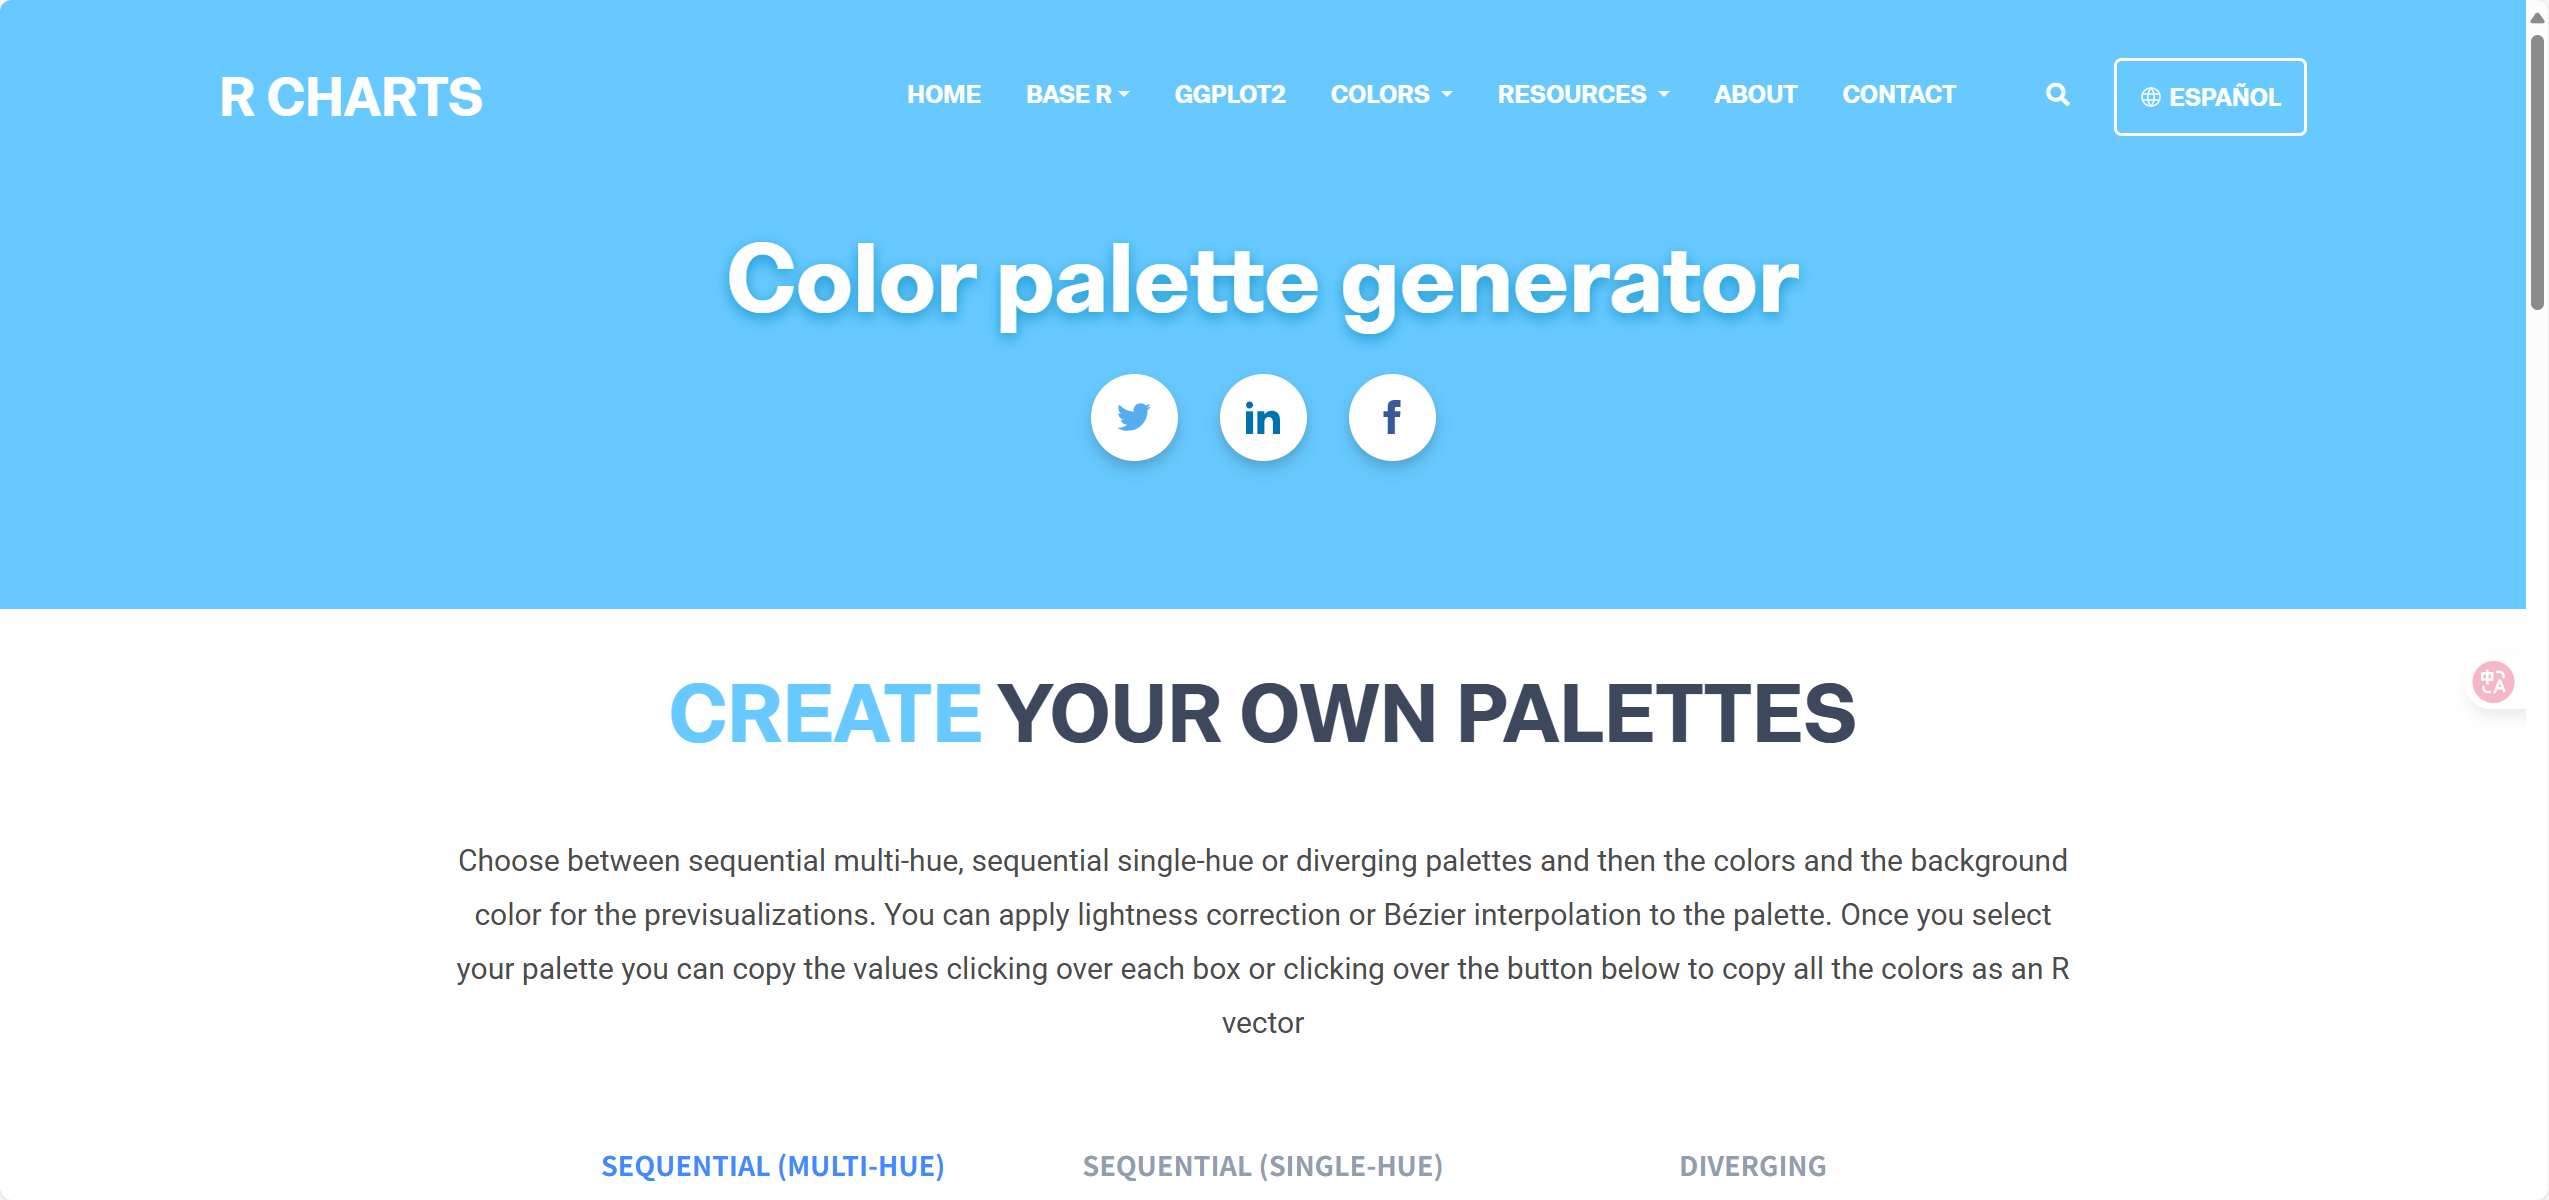 R CHARTS
HOME BASE R GGPLOT2 COLORS RESOURCES ABOUT CONTACT ESPAÑOL
Color palette generator
in f
CREATE YOUR OWN PALETTES
Choose between sequential multi-hue, sequential single-hue or diverging palettes and then the colors and the background
color for the previsualizations. You can apply lightness correction or Bézier interpolation to the palette. Once you select
your palette you can copy the values clicking over each box or clicking over the button below to copy all the colors as an R
vector
中 A
SEQUENTIAL (MULTI-HUE) SEQUENTIAL (SINGLE-HUE) DIVERGING